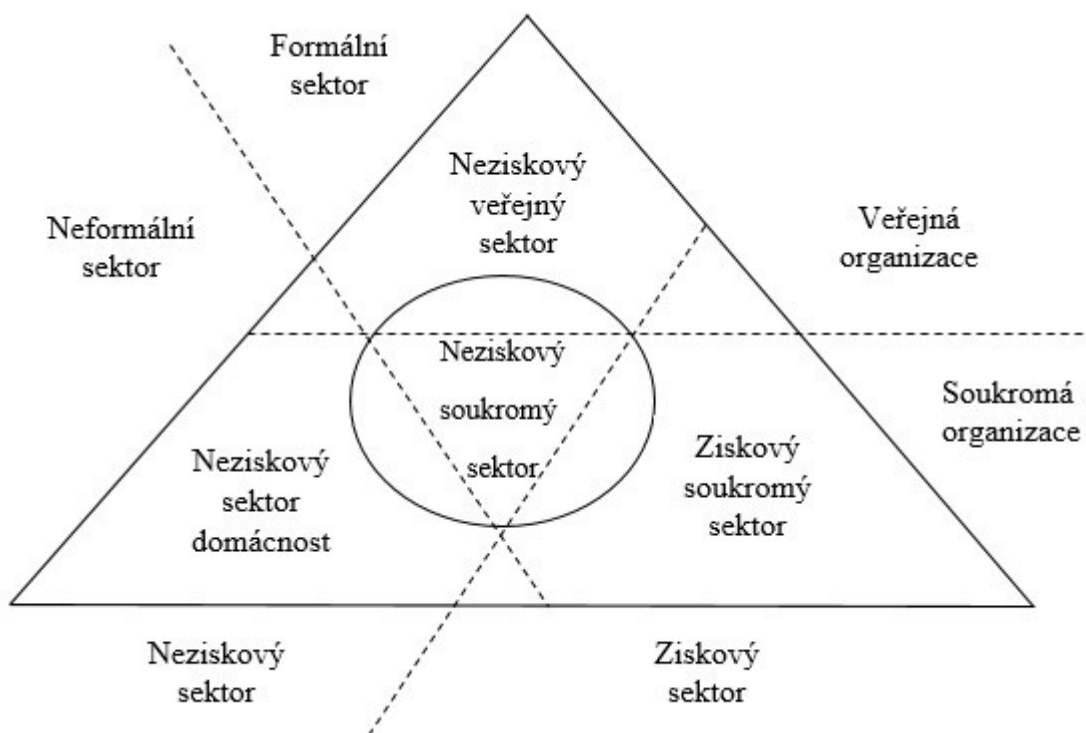 Formální
sektor
Neziskový
veřejný
sektor
Neformální
sektor
Veřejná
organizace
Neziskový
soukromý
sektor
Soukromá
organizace
Neziskový
sektor
domácnost
Ziskový
soukromý
sektor
Neziskový
sektor
Ziskový
sektor